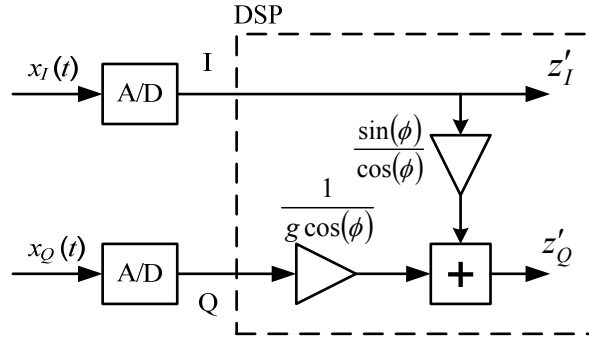 DSP
x_I(t)
A/D
I
z'_I
sin(ϕ)
cos(ϕ)
1
g cos(ϕ)
x_Q(t)
A/D
Q
+
z'_Q